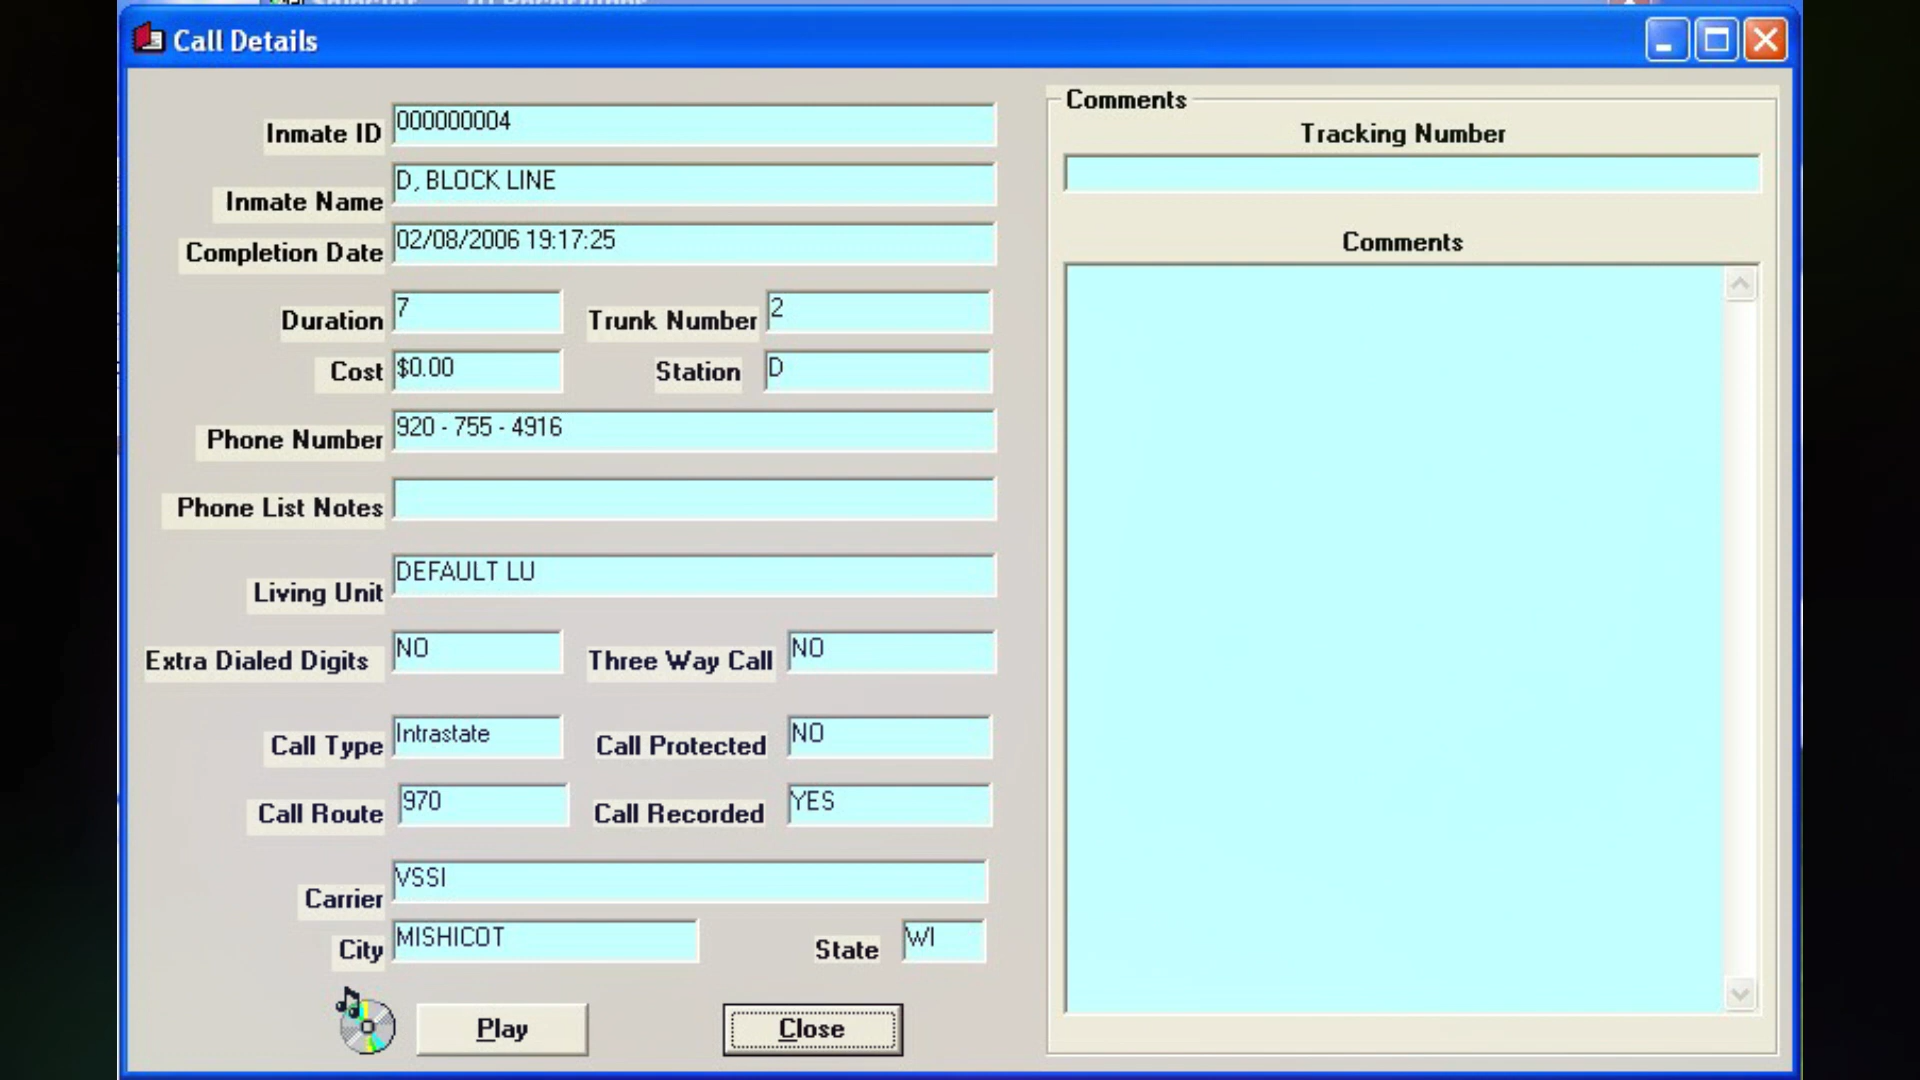 Call Details
Inmate ID 000000004
Inmate Name D, BLOCK LINE
Completion Date 02/08/2006 19:17:25
Duration 7 Trunk Number 2
Cost $0.00 Station D
Phone Number 920 - 755 - 4916
Phone List Notes
Living Unit DEFAULT LU
Extra Dialed Digits NO Three Way Call NO
Call Type Intrastate Call Protected NO
Call Route 970 Call Recorded YES
Carrier VSSI
City MISHICOT State WI
Play Close
Comments
Tracking Number
Comments